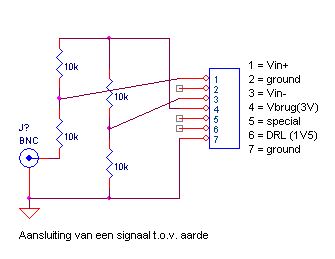 10k
10k
10k
10k
J?
BNC
1
2
3
4
5
6
7
1 = Vin+
2 = ground
3 = Vin-
4 = Vbrug(3V)
5 = special
6 = DRL (1V5)
7 = ground
Aansluiting van een signaal t.o.v. aarde